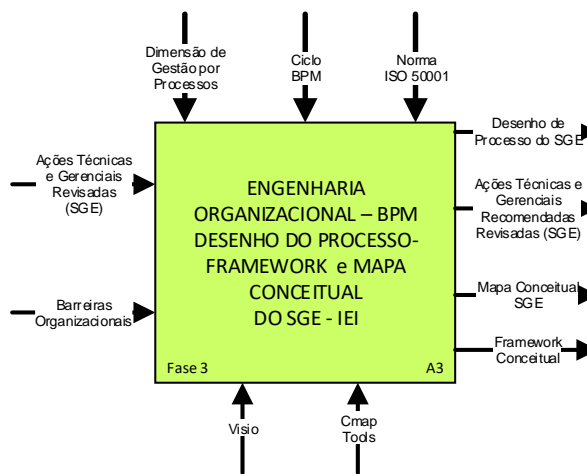 Dimensão de
Gestão por
Processos
Ciclo
BPM
Norma
ISO 50001
Ações Técnicas
e Gerenciais
Revisadas
(SGE)
Barreiras
Organizacionais
ENGENHARIA
ORGANIZACIONAL – BPM
DESENHO DO PROCESSO-
FRAMEWORK e MAPA
CONCEITUAL
DO SGE - IEI
Fase 3
A3
Desenho de
Processo do SGE
Ações Técnicas e
Gerenciais
Recomendadas
Revisadas (SGE)
Mapa Conceitual
SGE
Framework
Conceitual
Visio
Cmap
Tools